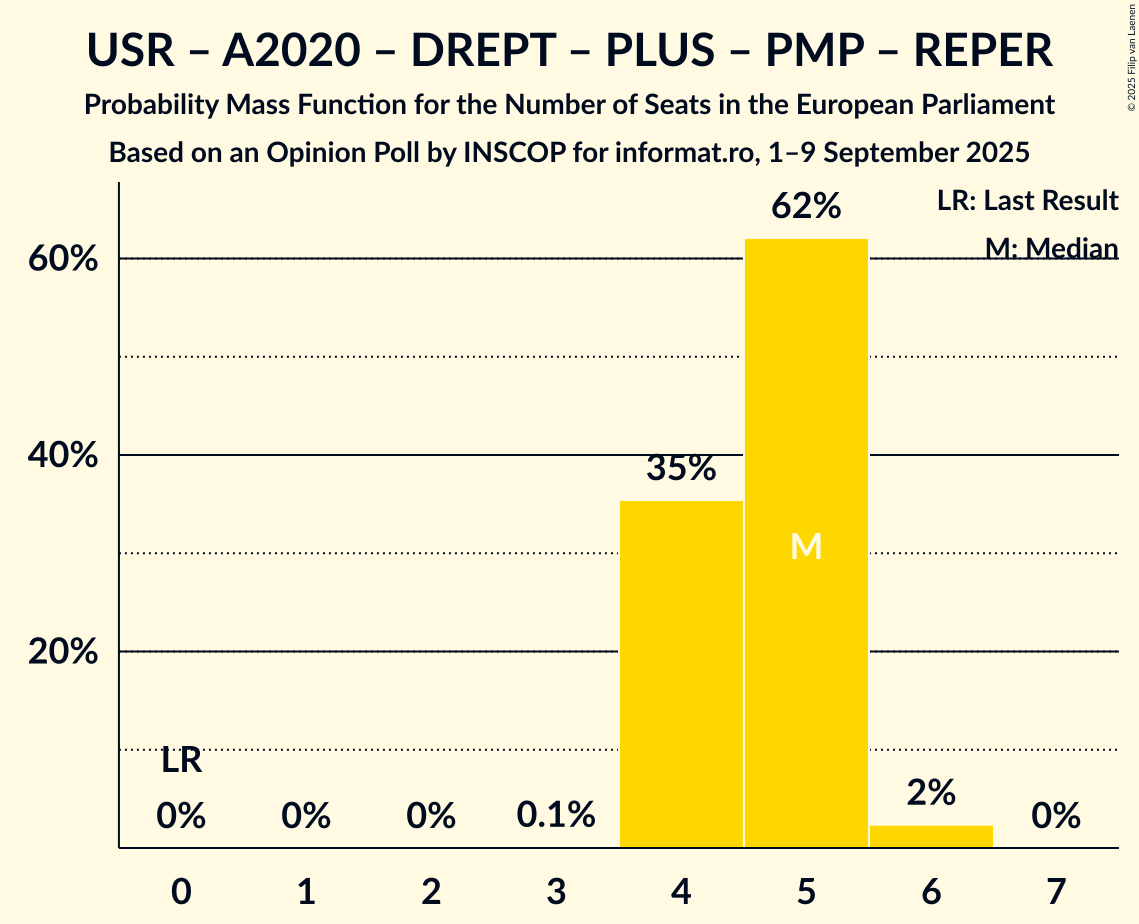 USR – A2020 – DREPT – PLUS – PMP – REPER
Probability Mass Function for the Number of Seats in the European Parliament
Based on an Opinion Poll by INSCOP for informat.ro, 1–9 September 2025
© 2025 Filip van Laenen
LR: Last Result
M: Median
62%
60%
40%
35%
M
20%
LR
0% 0% 0% 0.1% 2% 0%
0 1 2 3 4 5 6 7